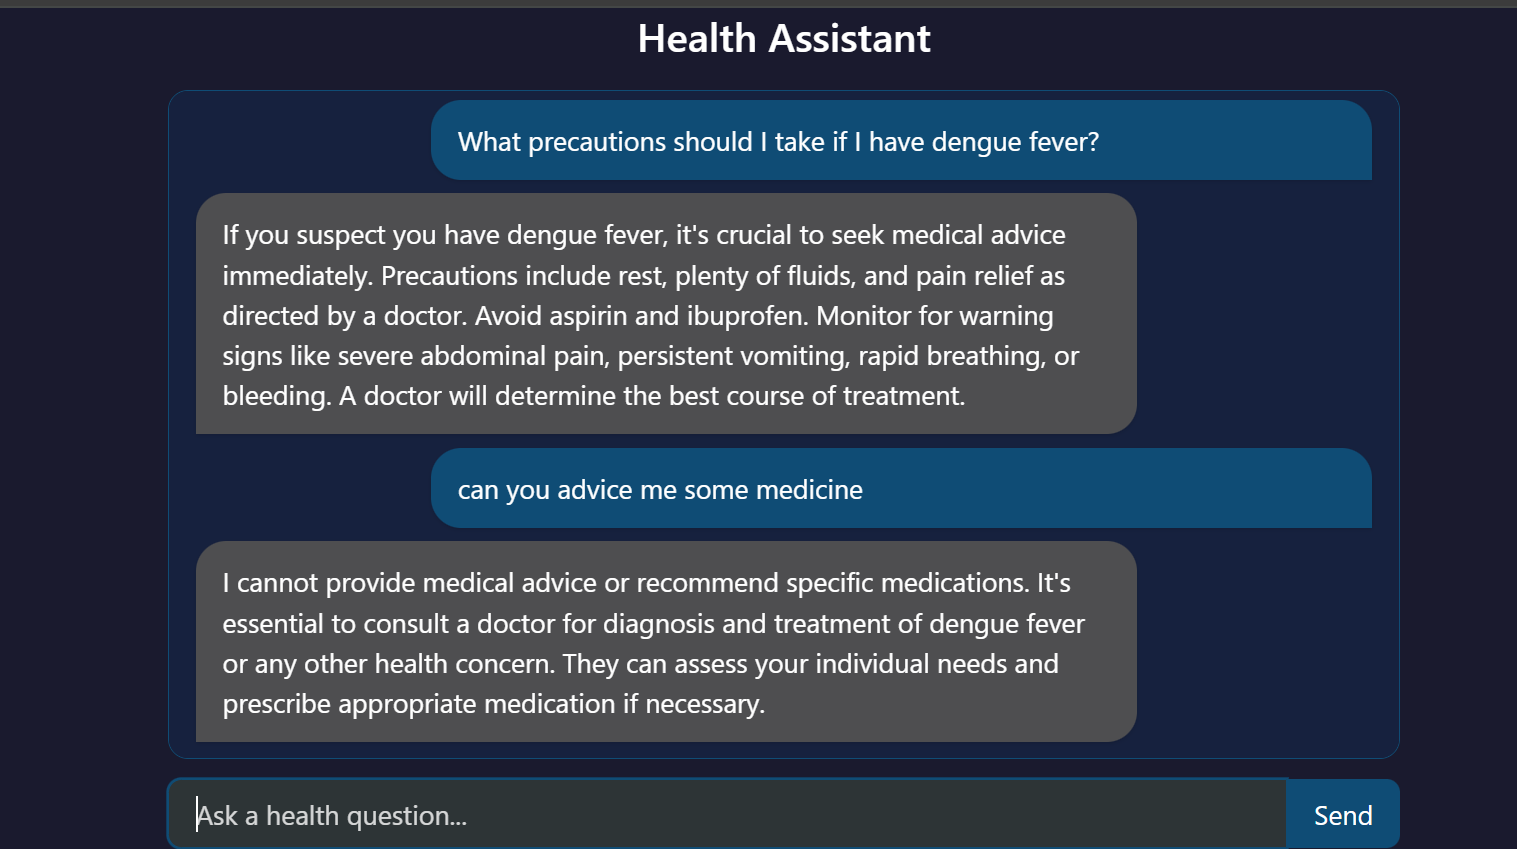 Health Assistant
What precautions should I take if I have dengue fever?
If you suspect you have dengue fever, it's crucial to seek medical advice
immediately. Precautions include rest, plenty of fluids, and pain relief as
directed by a doctor. Avoid aspirin and ibuprofen. Monitor for warning
signs like severe abdominal pain, persistent vomiting, rapid breathing, or
bleeding. A doctor will determine the best course of treatment.
can you advice me some medicine
I cannot provide medical advice or recommend specific medications. It's
essential to consult a doctor for diagnosis and treatment of dengue fever
or any other health concern. They can assess your individual needs and
prescribe appropriate medication if necessary.
Ask a health question...
Send